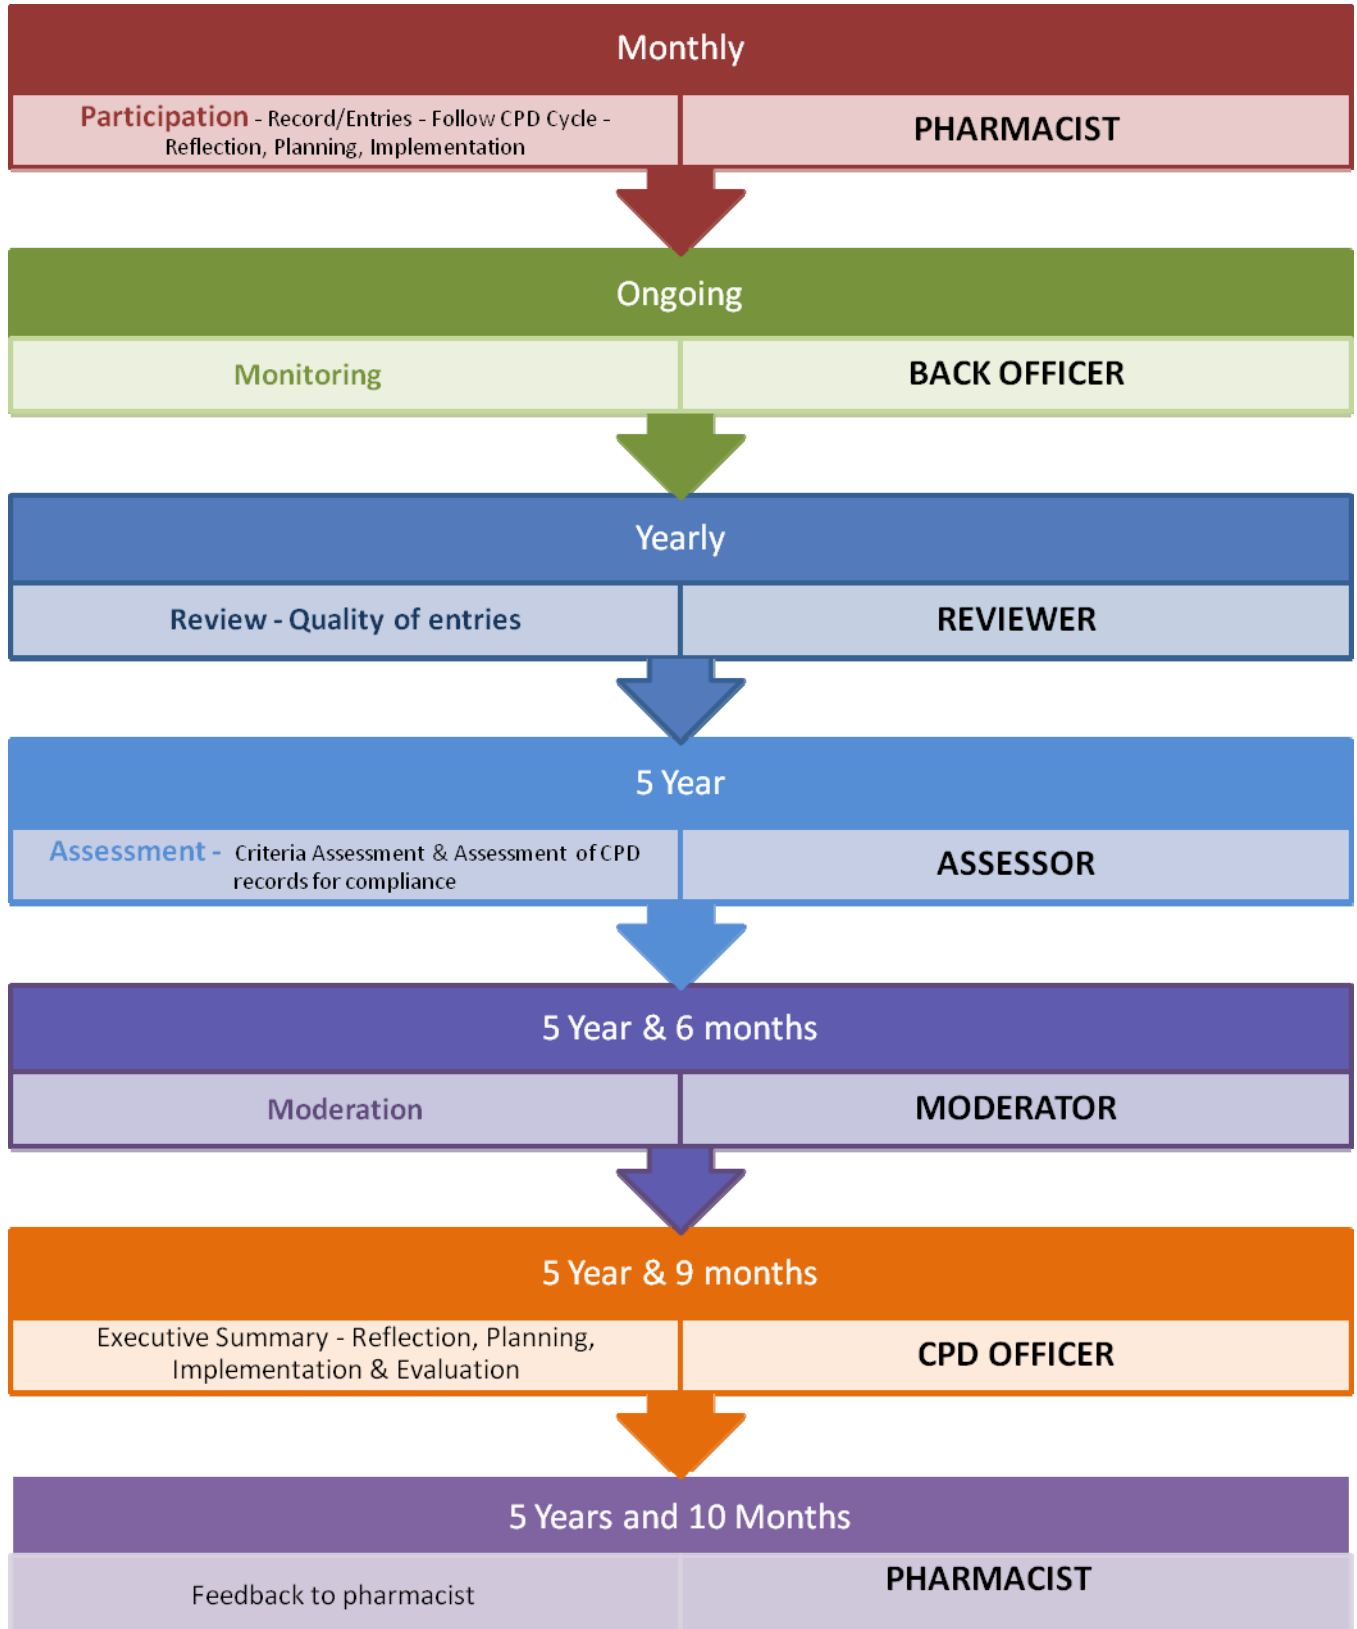 Monthly
Participation - Record/Entries - Follow CPD Cycle -
Reflection, Planning, Implementation
PHARMACIST
Ongoing
Monitoring
BACK OFFICER
Yearly
Review - Quality of entries
REVIEWER
5 Year
Assessment - Criteria Assessment & Assessment of CPD
records for compliance
ASSESSOR
5 Year & 6 months
Moderation
MODERATOR
5 Year & 9 months
Executive Summary - Reflection, Planning,
Implementation & Evaluation
CPD OFFICER
5 Years and 10 Months
Feedback to pharmacist
PHARMACIST